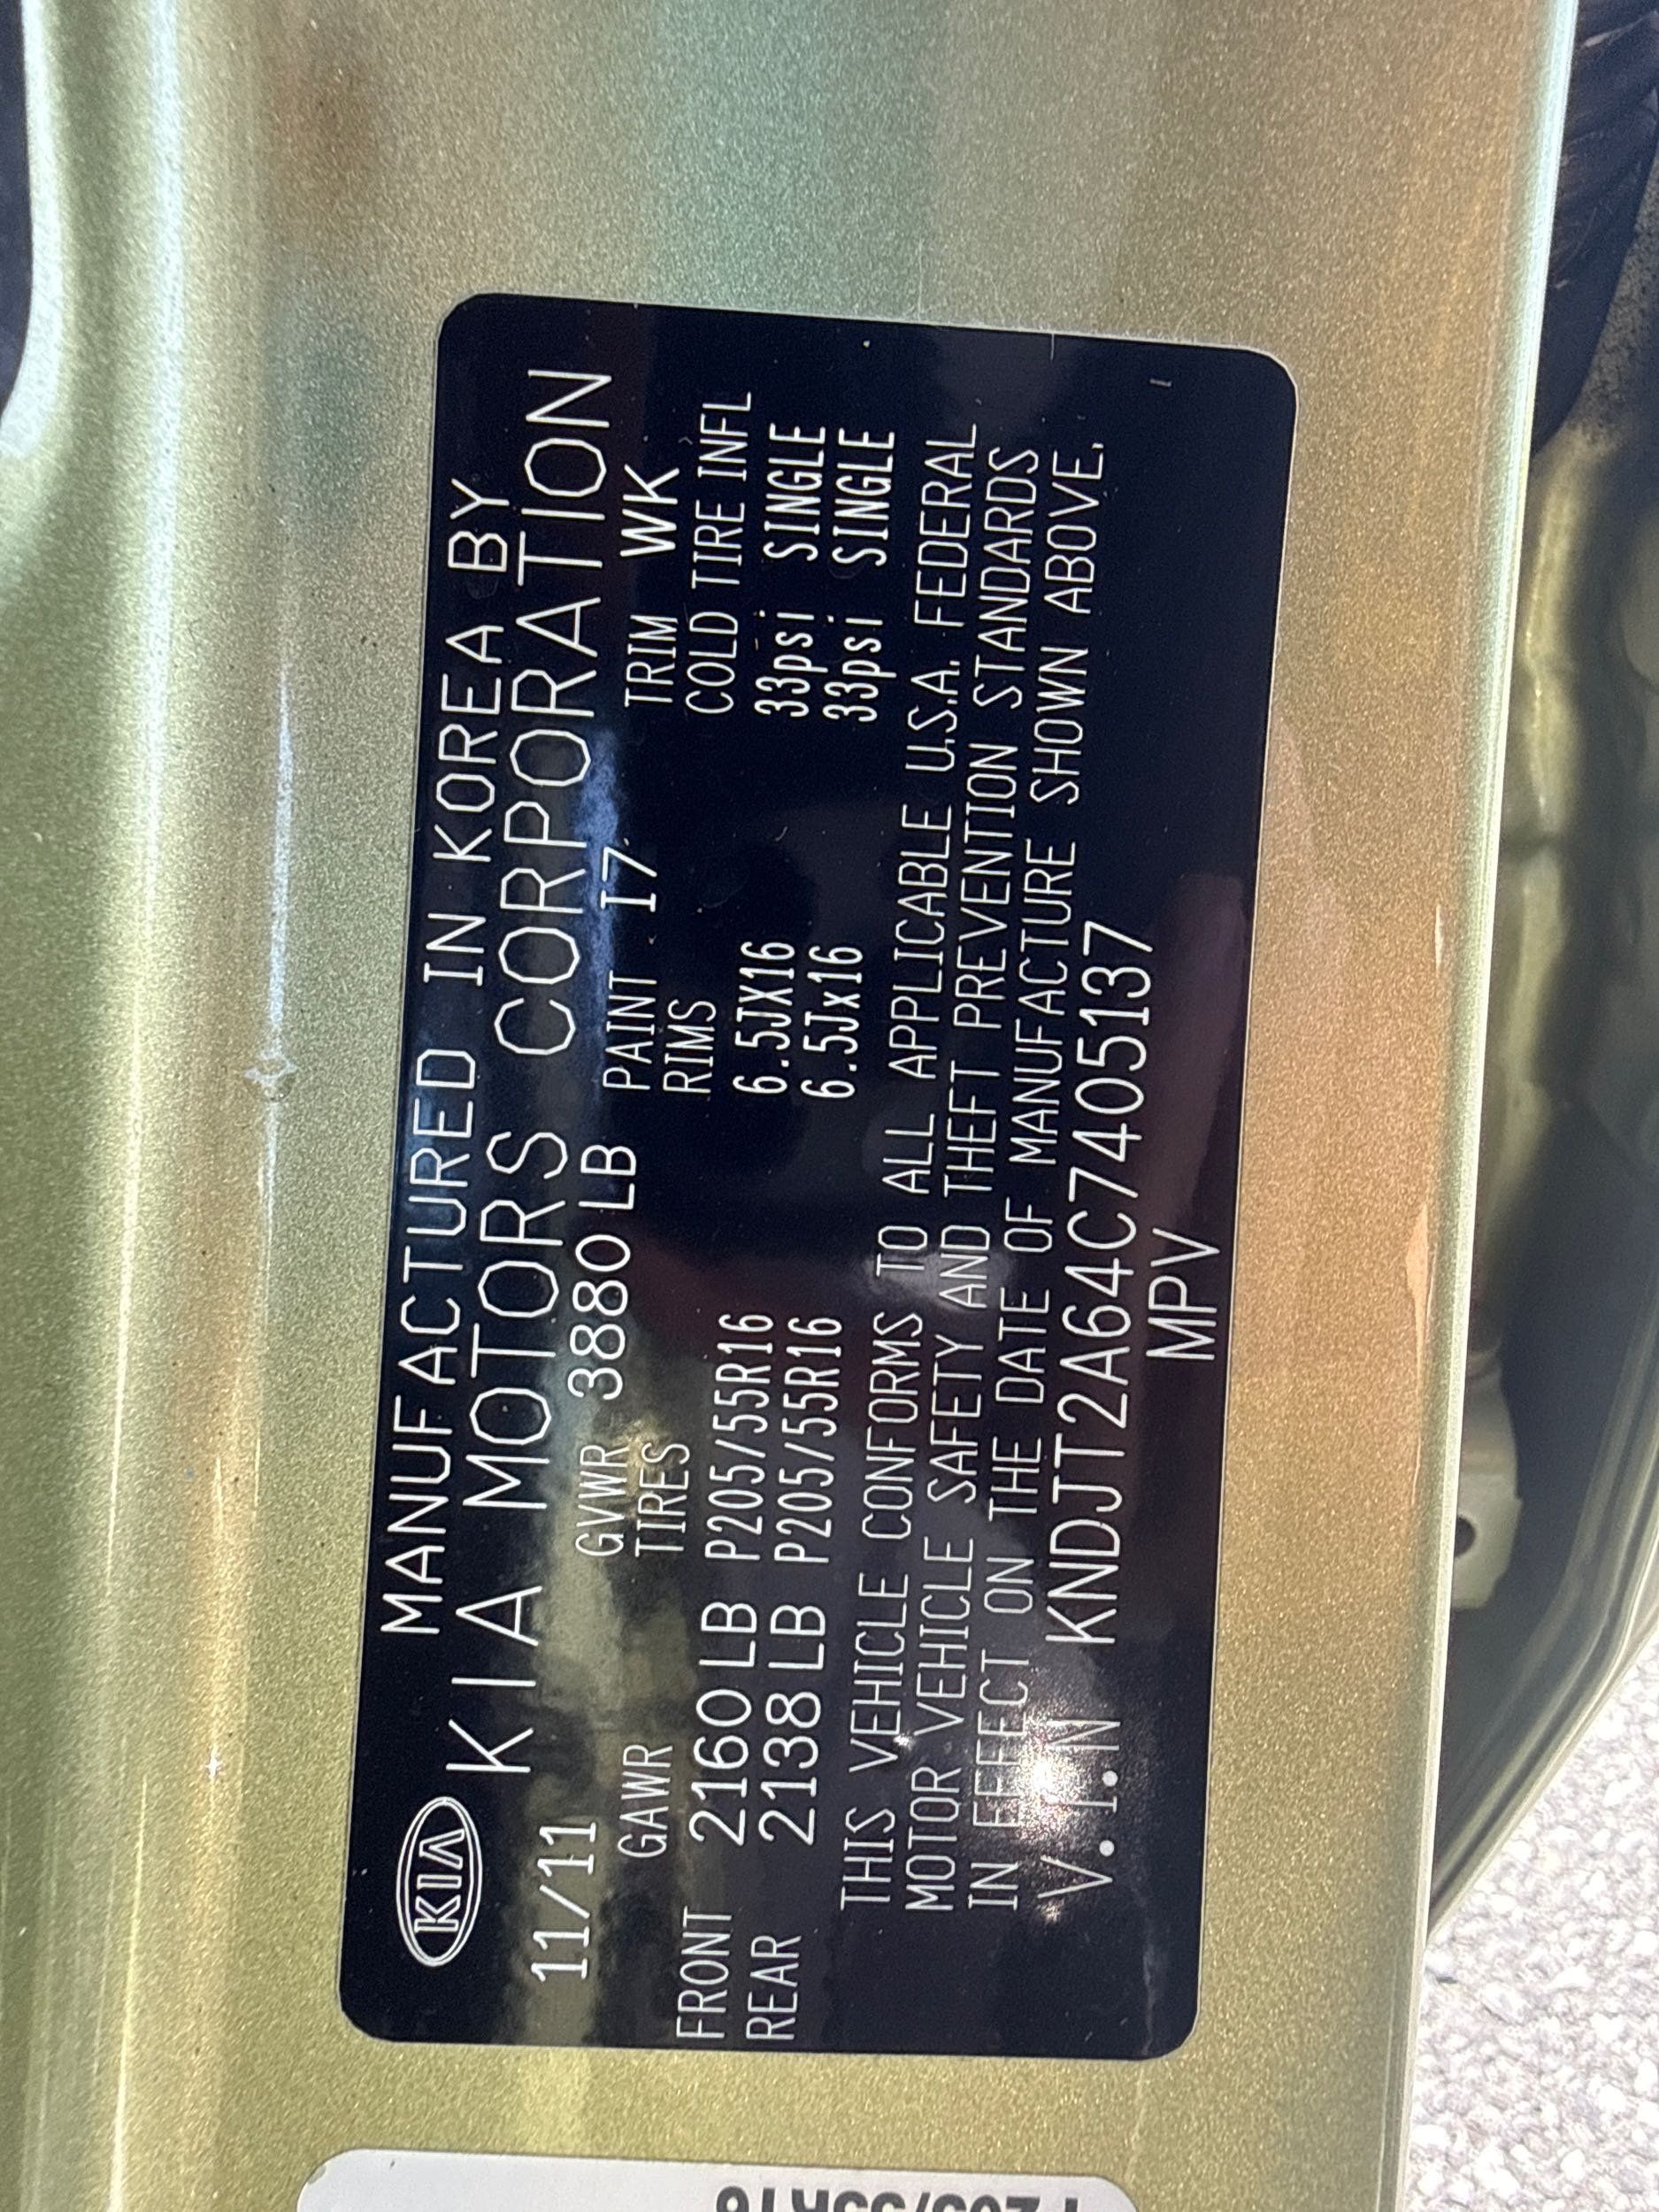 KIA
MANUFACTURED IN KOREA BY
KIA MOTORS CORPORATION
11/11 GVWR 3880 LB PAINT I7 TRIM WK
GAWR TIRES RIMS COLD TIRE INFL
FRONT 2160 LB P205/55R16 6.5JX16 33psi SINGLE
REAR 2138 LB P205/55R16 6.5Jx16 33psi SINGLE
THIS VEHICLE CONFORMS TO ALL APPLICABLE U.S.A. FEDERAL
MOTOR VEHICLE SAFETY AND THEFT PREVENTION STANDARDS
IN EFFECT ON THE DATE OF MANUFACTURE SHOWN ABOVE.
V.I.N KNDJT2A64C7405137
MPV